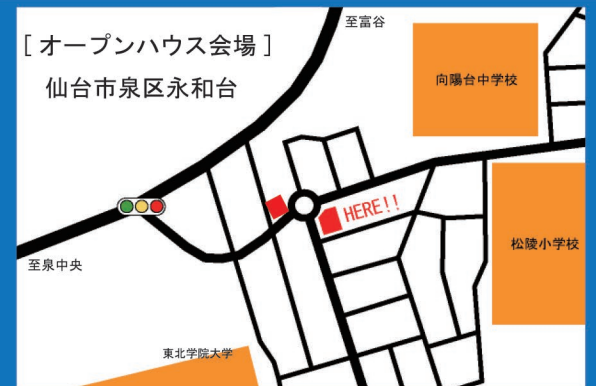 [オープンハウス会場]
仙台市泉区永和台
至富谷
向陽台中学校
HERE!!
松陵小学校
至泉中央
東北学院大学